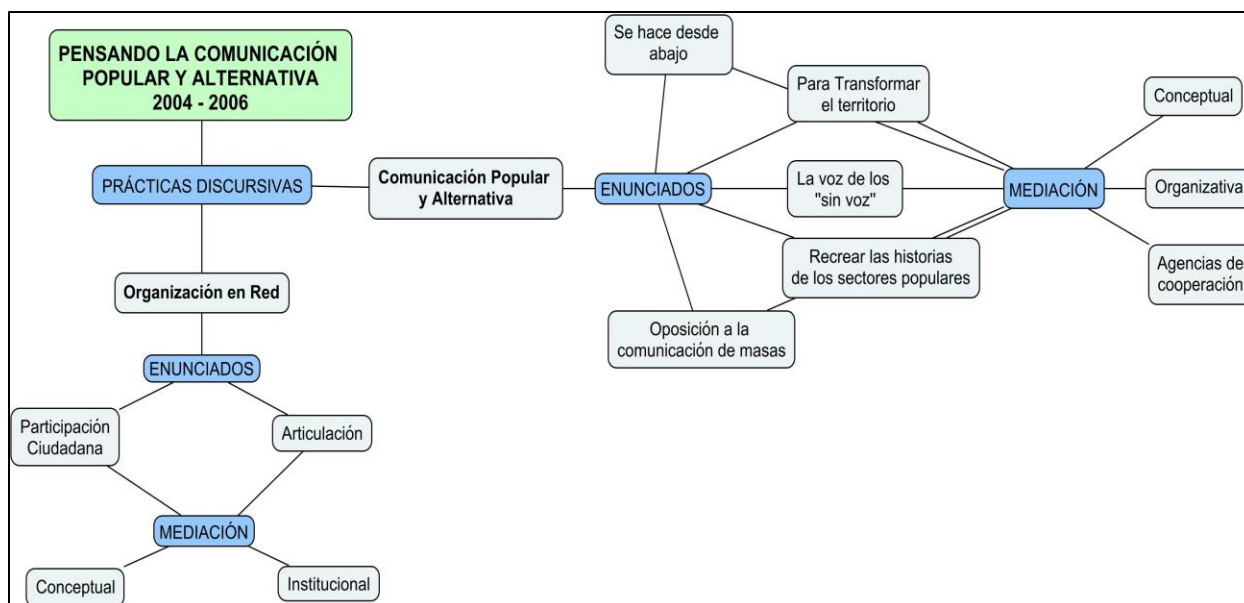 PENSANDO LA COMUNICACIÓN
POPULAR Y ALTERNATIVA
2004 - 2006
PRÁCTICAS DISCURSIVAS
Comunicación Popular
y Alternativa
ENUNCIADOS
Se hace desde
abajo
Para Transformar
el territorio
La voz de los
"sin voz"
Recrear las historias
de los sectores populares
Oposición a la
comunicación de masas
MEDIACIÓN
Conceptual
Organizativa
Agencias de
cooperación
Organización en Red
ENUNCIADOS
Participación
Ciudadana
Articulación
MEDIACIÓN
Conceptual
Institucional